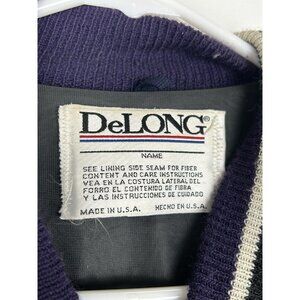 DeLONG®
NAME
SEE LINING SIDE SEAM FOR FIBER
CONTENT AND CARE INSTRUCTIONS
VEA EN LA COSTURA LATERAL DEL
FORRO EL CONTENIDO DE FIBRA
Y LAS INSTRUCCIONES DE CUIDADO
MADE IN U.S.A. HECHO EN U.S.A.